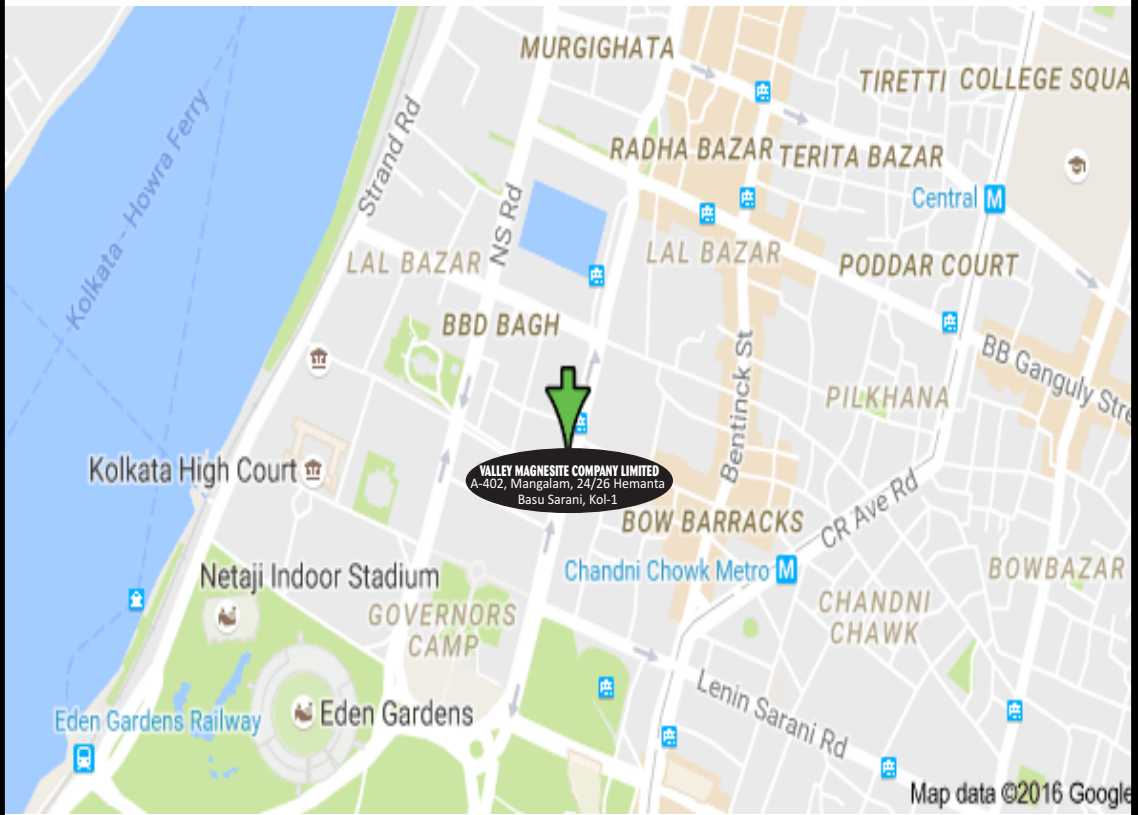 MURGIGHATA
TIRETTI
COLLEGE SQUA
Strand Rd
Kolkata - Howra Ferry
RADHA BAZAR
TERITA BAZAR
Central M
NS Rd
LAL BAZAR
LAL BAZAR
PODDAR COURT
BBD BAGH
BB Ganguly Stre
Bentinck St
PILKHANA
Kolkata High Court
VALLEY MAGNESITE COMPANY LIMITED
A-402, Mangalam, 24/26 Hemanta
Basu Sarani, Kol-1
CR Ave Rd
BOW BARRACKS
Chandni Chowk Metro M
BOWBAZAR
Netaji Indoor Stadium
GOVERNORS
CAMP
CHANDNI
CHAWK
Lenin Sarani Rd
Eden Gardens Railway
Eden Gardens
Map data ©2016 Google